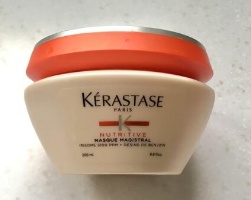 KÉRASTASE
PARIS
K
NUTRITIVE
MASQUE MAGISTRAL